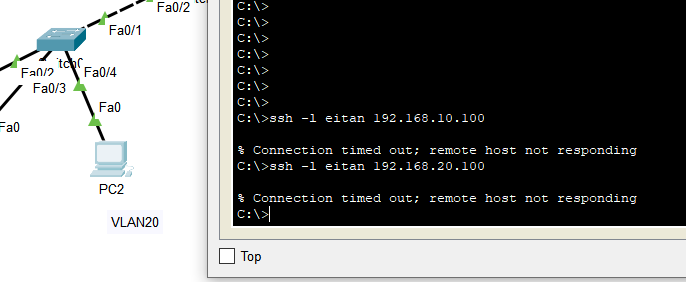 Fa0/2
Fa0/1
Fa0/2
Fa0/4
Fa0/3
Fa0
Fa0
PC2
VLAN20
C:\>
C:\>
C:\>
C:\>
C:\>
C:\>
C:\>
C:\>ssh -l eitan 192.168.10.100
% Connection timed out; remote host not responding
C:\>ssh -l eitan 192.168.20.100
% Connection timed out; remote host not responding
C:\>
Top